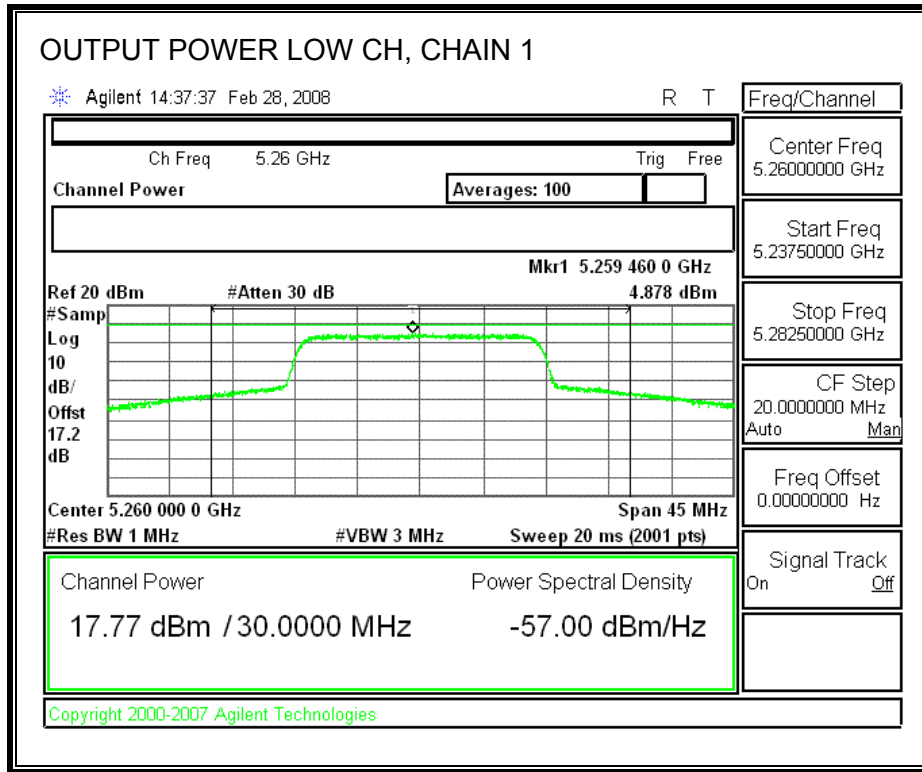 OUTPUT POWER LOW CH, CHAIN 1
Agilent 14:37:37 Feb 28, 2008 R T
Freq/Channel
Ch Freq 5.26 GHz Trig Free
Channel Power Averages: 100
Mkr1 5.259 460 0 GHz
Ref 20 dBm #Atten 30 dB 4.878 dBm
#Samp
Log
10
dB/
Offst
17.2
dB
1
Center 5.260 000 0 GHz Span 45 MHz
#Res BW 1 MHz #VBW 3 MHz Sweep 20 ms (2001 pts)
Channel Power Power Spectral Density
17.77 dBm /30.0000 MHz -57.00 dBm/Hz
Center Freq
5.26000000 GHz
Start Freq
5.23750000 GHz
Stop Freq
5.28250000 GHz
CF Step
20.0000000 MHz
Auto Man
Freq Offset
0.00000000 Hz
Signal Track
On Off
Copyright 2000-2007 Agilent Technologies